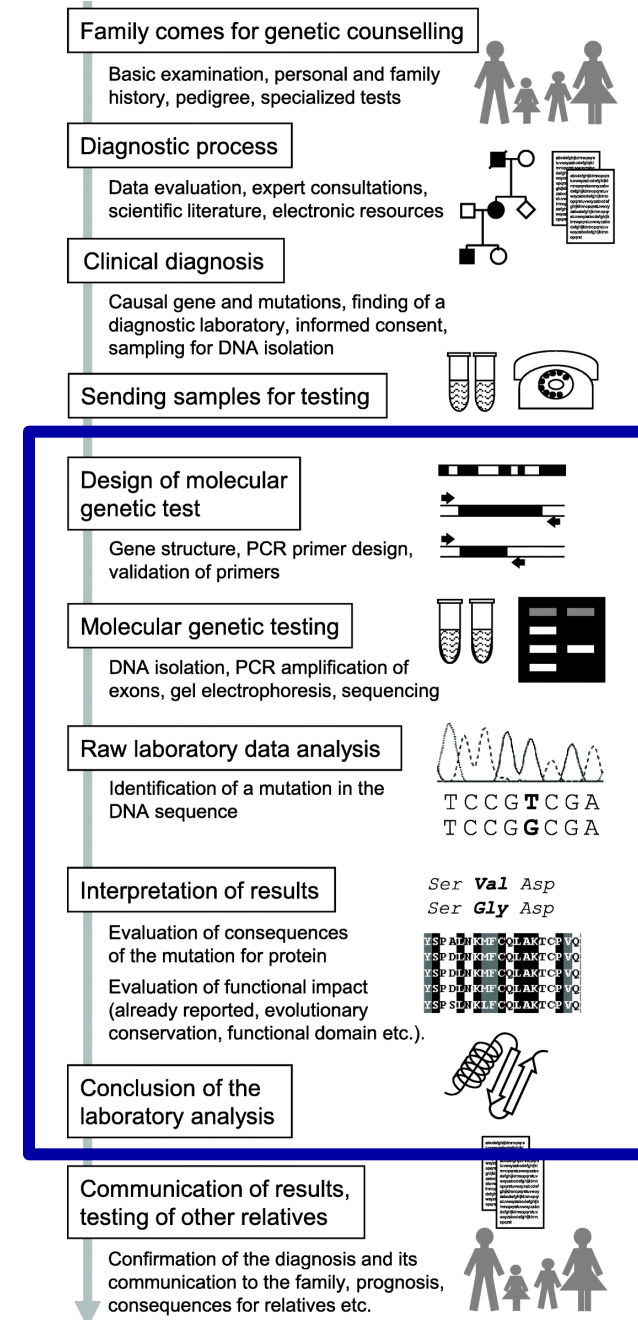 Family comes for genetic counselling
Basic examination, personal and family
history, pedigree, specialized tests
Diagnostic process
Data evaluation, expert consultations,
scientific literature, electronic resources
Clinical diagnosis
Causal gene and mutations, finding of a
diagnostic laboratory, informed consent,
sampling for DNA isolation
Sending samples for testing
Design of molecular
genetic test
Gene structure, PCR primer design,
validation of primers
Molecular genetic testing
DNA isolation, PCR amplification of
exons, gel electrophoresis, sequencing
Raw laboratory data analysis
Identification of a mutation in the
DNA sequence
TCCGTCGA
TCCGGCGA
Interpretation of results
Ser Val Asp
Ser Gly Asp
Evaluation of consequences
of the mutation for protein
Evaluation of functional impact
(already reported, evolutionary
conservation, functional domain etc.).
YSPALNKMFCQLAKTCPVQ
YSPDLNKMFCQLAKTCPVQ
YSPDLNKMFCQLAKTCPVQ
YSPDLNKMFCQLAKTCPVQ
YSPSLNKLFCQLAKTCPVQ
Conclusion of the
laboratory analysis
Communication of results,
testing of other relatives
Confirmation of the diagnosis and its
communication to the family, prognosis,
consequences for relatives etc.